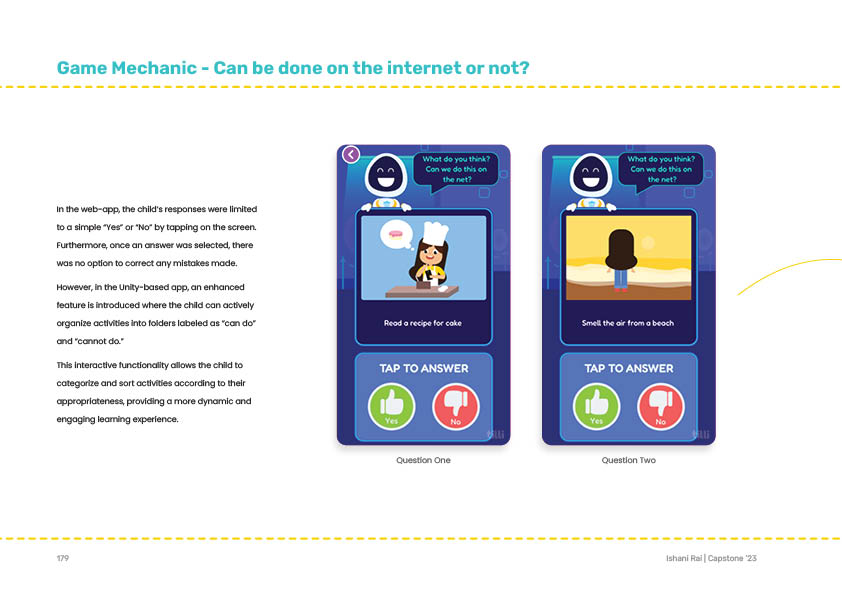 Game Mechanic - Can be done on the internet or not?
In the web-app, the child's responses were limited
to a simple "Yes" or "No" by tapping on the screen.
Furthermore, once an answer was selected, there
was no option to correct any mistakes made.
However, in the Unity-based app, an enhanced
feature is introduced where the child can actively
organize activities into folders labeled as "can do"
and "cannot do."
This interactive functionality allows the child to
categorize and sort activities according to their
appropriateness, providing a more dynamic and
engaging learning experience.
What do you think?
Can we do this on
the net?
Read a recipe for cake
TAP TO ANSWER
Yes
No
Question One
What do you think?
Can we do this on
the net?
Smell the air from a beach
TAP TO ANSWER
Yes
No
Question Two
179
Ishani Rai | Capstone '23